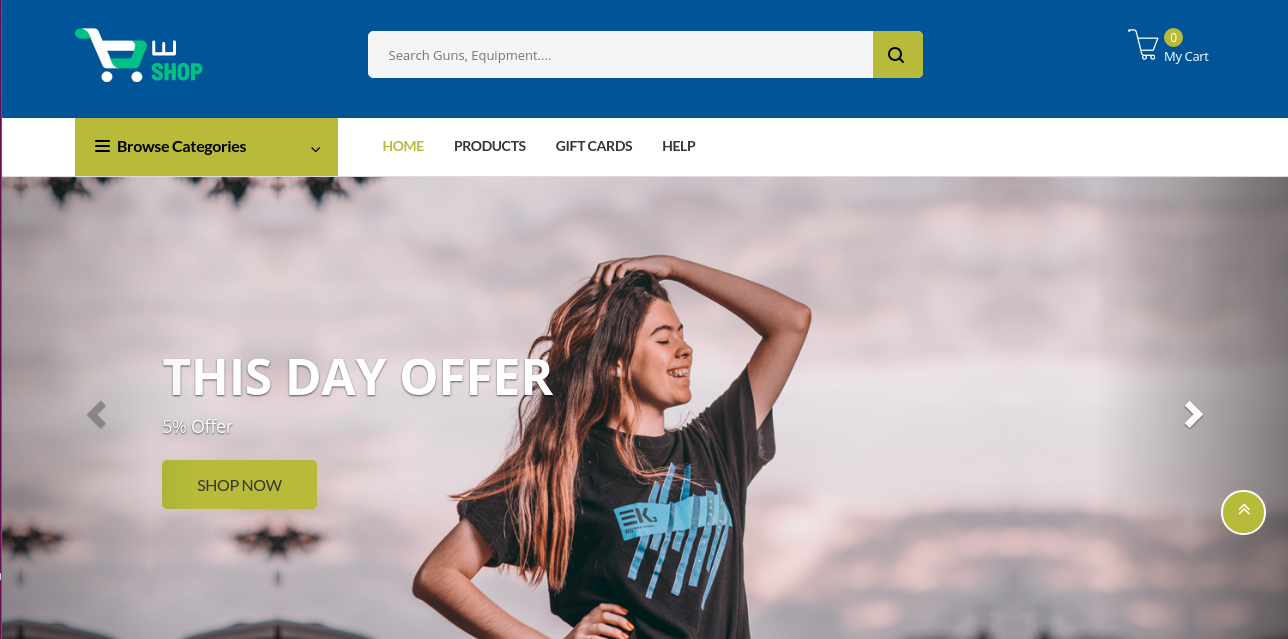 E
SHOP
Search Guns, Equipment....
0
My Cart
Browse Categories
HOME
PRODUCTS
GIFT CARDS
HELP
THIS DAY OFFER
5% Offer
SHOP NOW